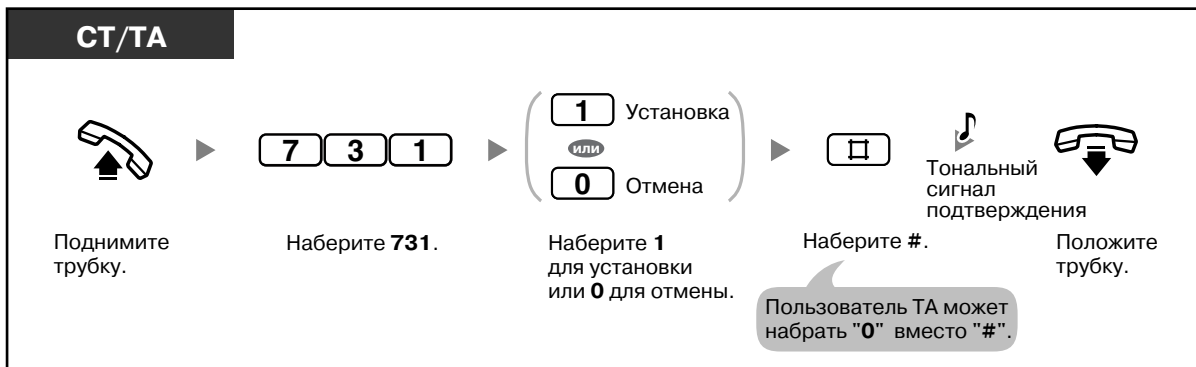 СТ/ТА
7 3 1
1 Установка
или
0 Отмена
#
Тональный
сигнал
подтверждения
Поднимите
трубку.
Наберите 731.
Наберите 1
для установки
или 0 для отмены.
Наберите #.
Положите
трубку.
Пользователь ТА может
набрать "0" вместо "#".